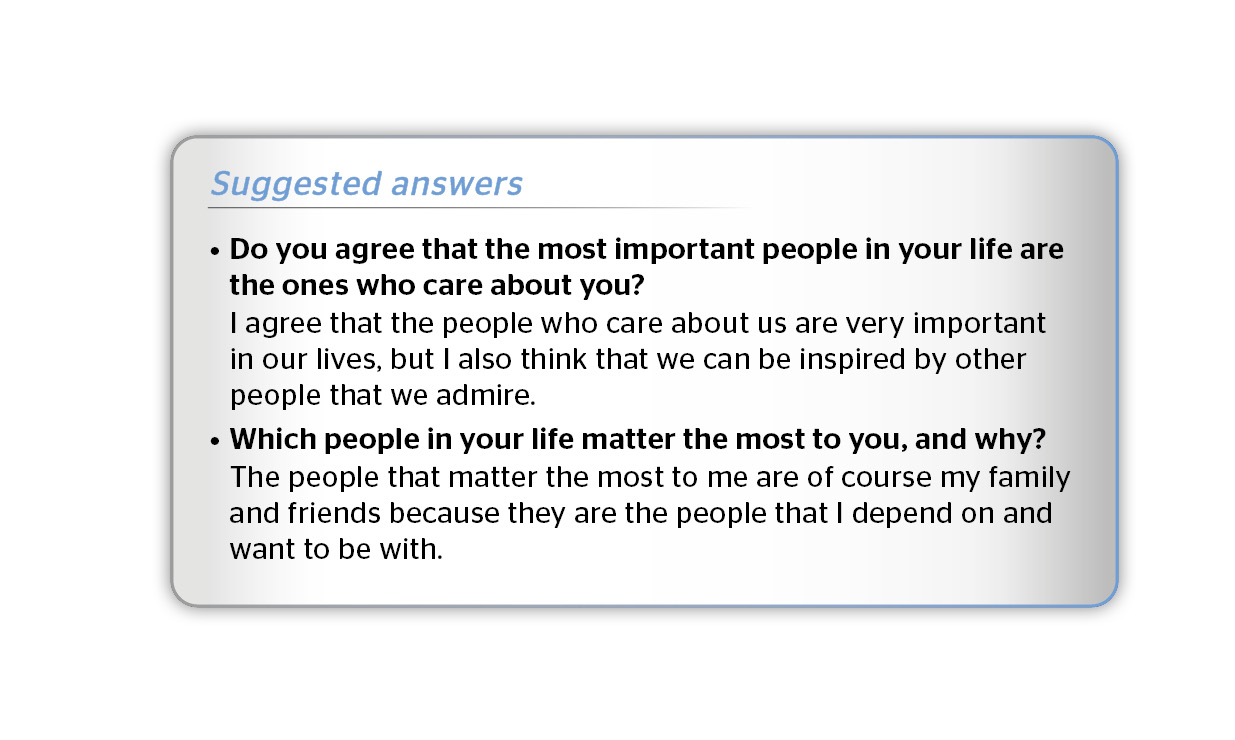 Suggested answers
• Do you agree that the most important people in your life are
the ones who care about you?
I agree that the people who care about us are very important
in our lives, but I also think that we can be inspired by other
people that we admire.
• Which people in your life matter the most to you, and why?
The people that matter the most to me are of course my family
and friends because they are the people that I depend on and
want to be with.